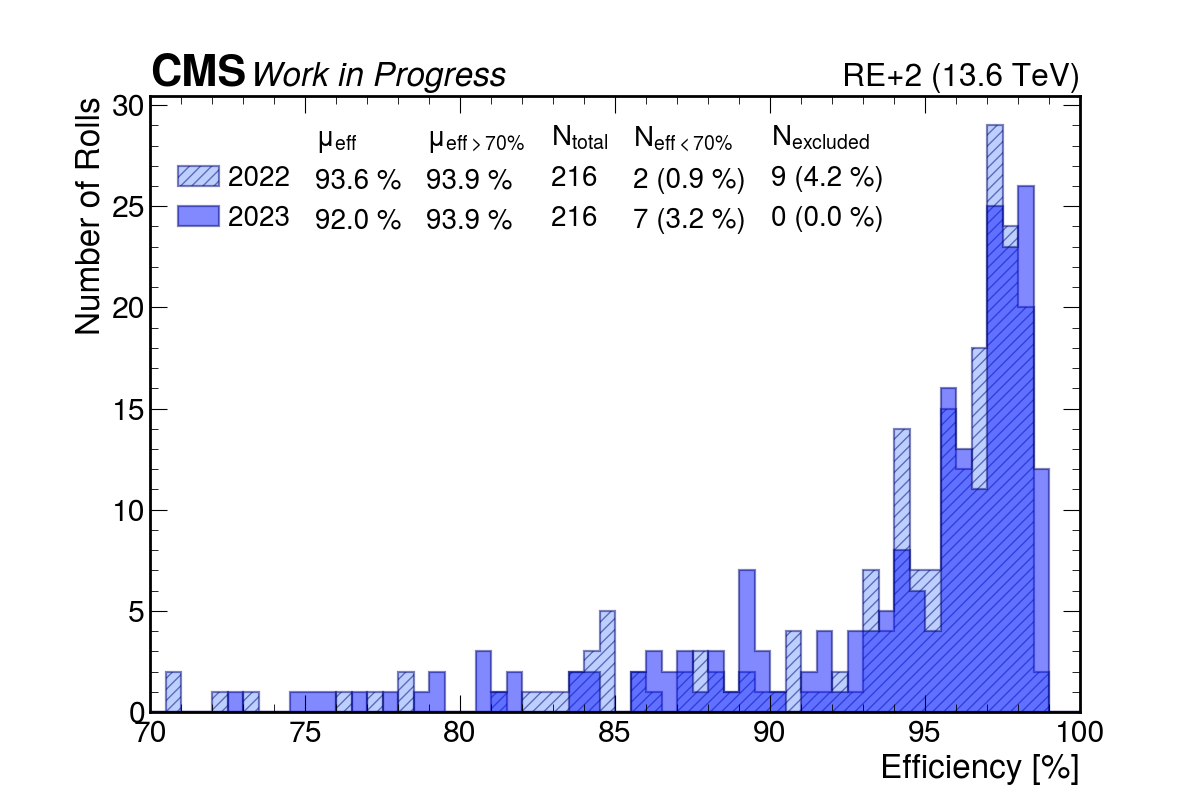 CMS Work in Progress RE+2 (13.6 TeV)
Number of Rolls
μeff μeff > 70% Ntotal Neff < 70% Nexcluded
2022 93.6 % 93.9 % 216 2 (0.9 %) 9 (4.2 %)
2023 92.0 % 93.9 % 216 7 (3.2 %) 0 (0.0 %)
30
25
20
15
10
5
0
70 75 80 85 90 95 100
Efficiency [%]